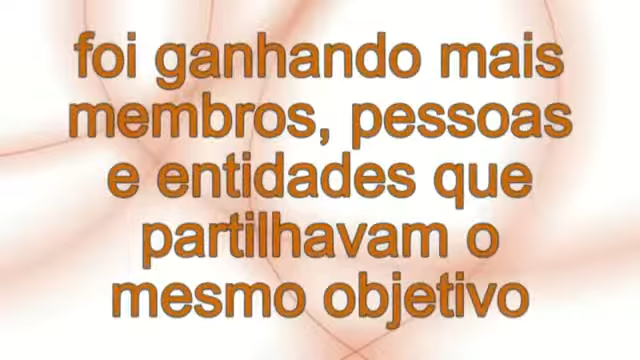 foi ganhando mais
membros, pessoas
e entidades que
partilhavam o
mesmo objetivo